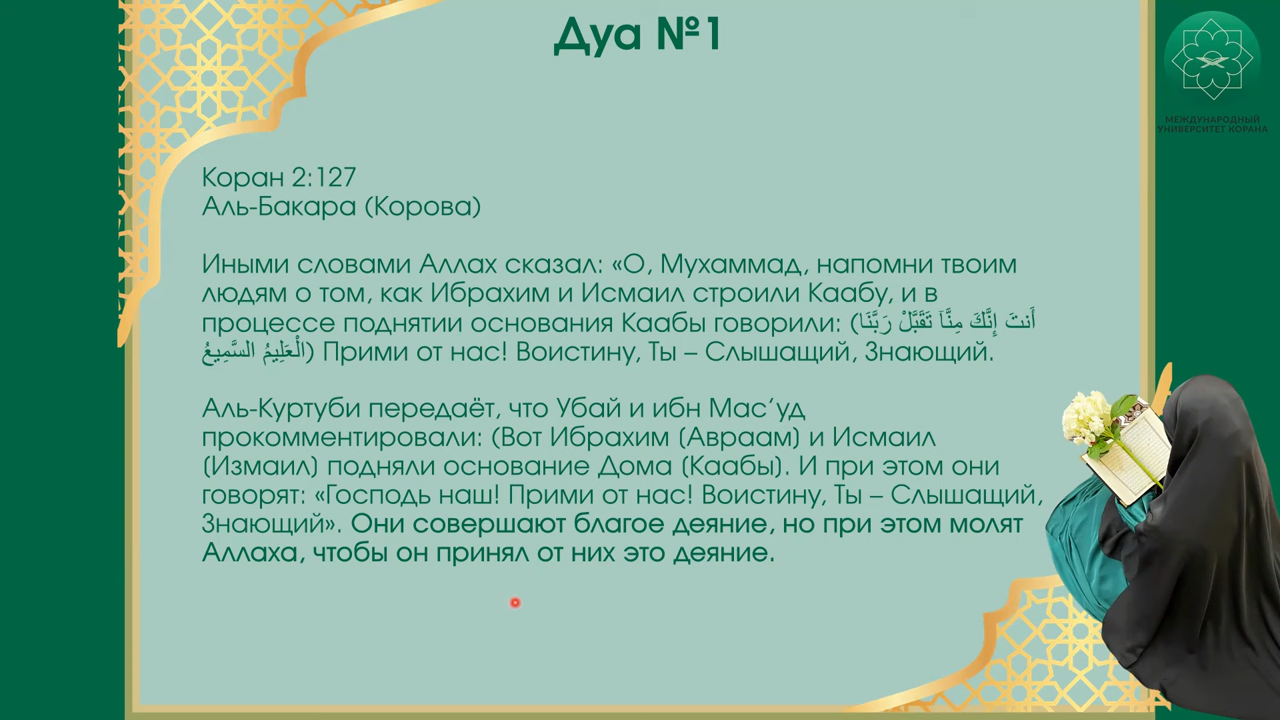 Дуа №1
МЕЖДУНАРОДНЫЙ
УНИВЕРСИТЕТ КОРАНА
Коран 2:127
Аль-Бакара (Корова)
Иными словами Аллах сказал: «О, Мухаммад, напомни твоим
людям о том, как Ибрахим и Исмаил строили Каабу, и в
процессе поднятии основания Каабы говорили: (أَنتَ إِنَّكَ مِنَّآ تَقَبَّلْ رَبَّنَا
الْعَلِيمُ السَّمِيعُ) Прими от нас! Воистину, Ты – Слышащий, Знающий.
Аль-Куртуби передаёт, что Убай и ибн Мас’уд
прокомментировали: (Вот Ибрахим (Авраам) и Исмаил
(Измаил) подняли основание Дома (Каабы). И при этом они
говорят: «Господь наш! Прими от нас! Воистину, Ты – Слышащий,
Знающий». Они совершают благое деяние, но при этом молят
Аллаха, чтобы он принял от них это деяние.